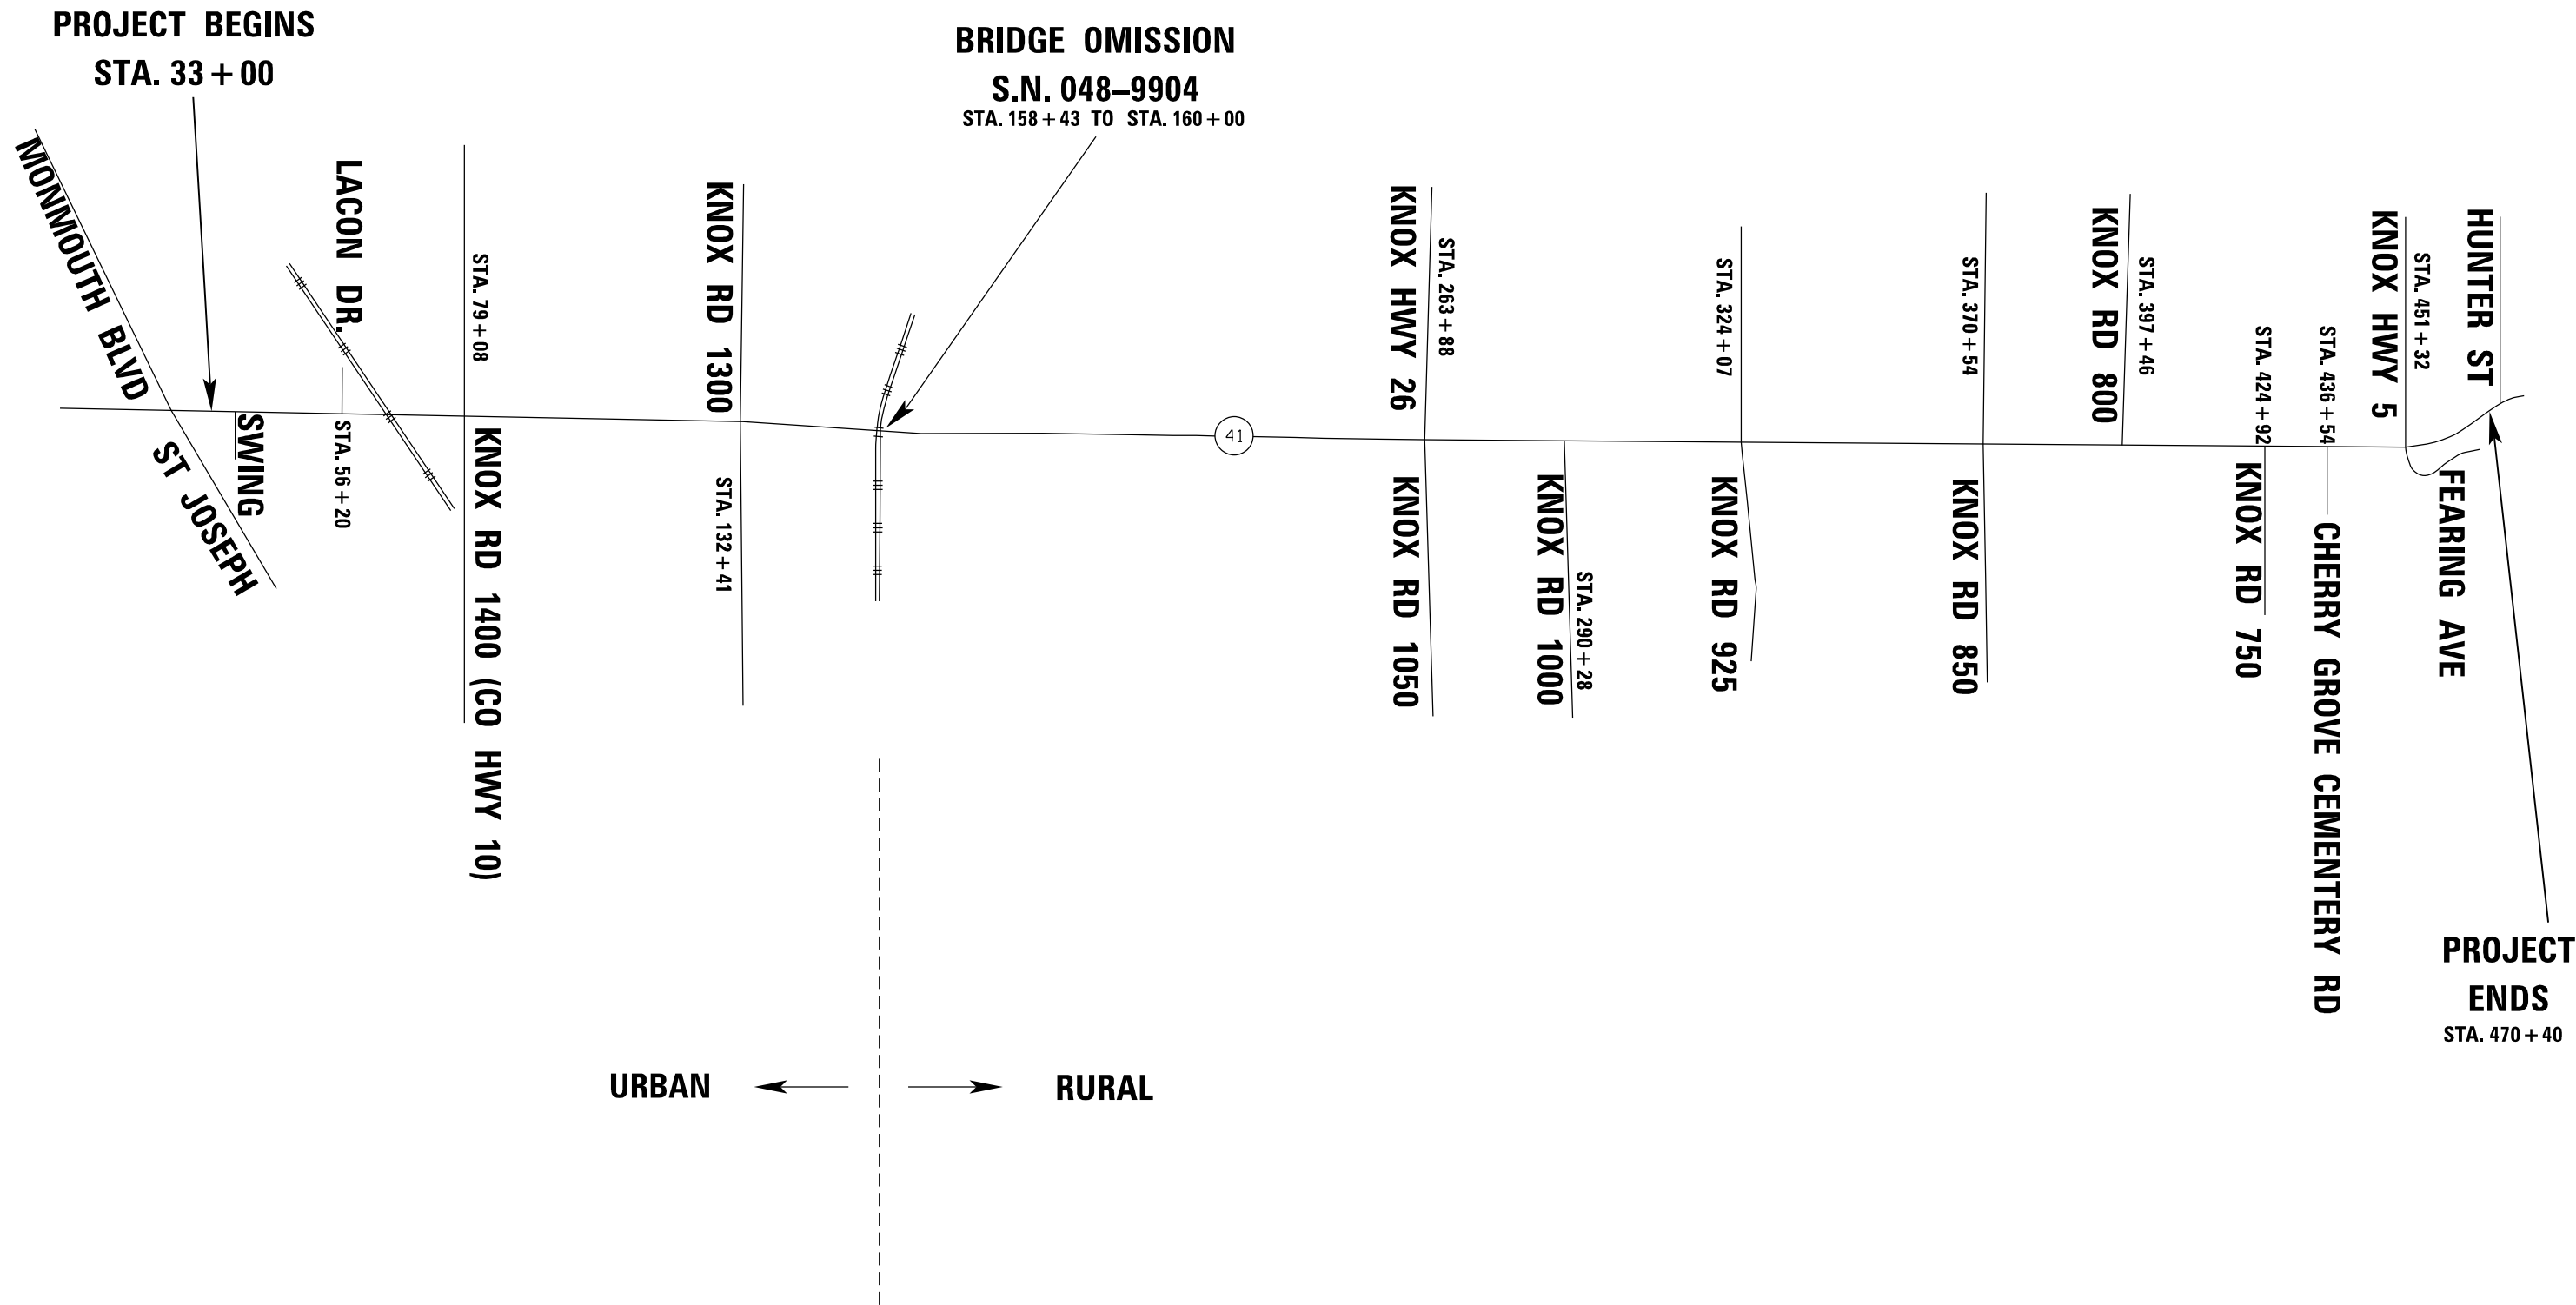 PROJECT BEGINS
STA. 33+00
BRIDGE OMISSION
S.N. 048–9904
STA. 158+43 TO STA. 160+00
MONMOUTH BLVD
ST JOSEPH
SWING
LACON DR.
STA. 56+20
STA. 79+08
KNOX RD 1400 (CO HWY 10)
KNOX RD 1300
STA. 132+41
41
KNOX HWY 26
STA. 263+88
KNOX RD 1050
KNOX RD 1000
STA. 290+28
STA. 324+07
KNOX RD 925
STA. 370+54
KNOX RD 850
KNOX RD 800
STA. 397+46
STA. 424+92
KNOX RD 750
STA. 436+54
CHERRY GROVE CEMENTERY RD
KNOX HWY 5
STA. 451+32
HUNTER ST
FEARING AVE
PROJECT
ENDS
STA. 470+40
URBAN
RURAL